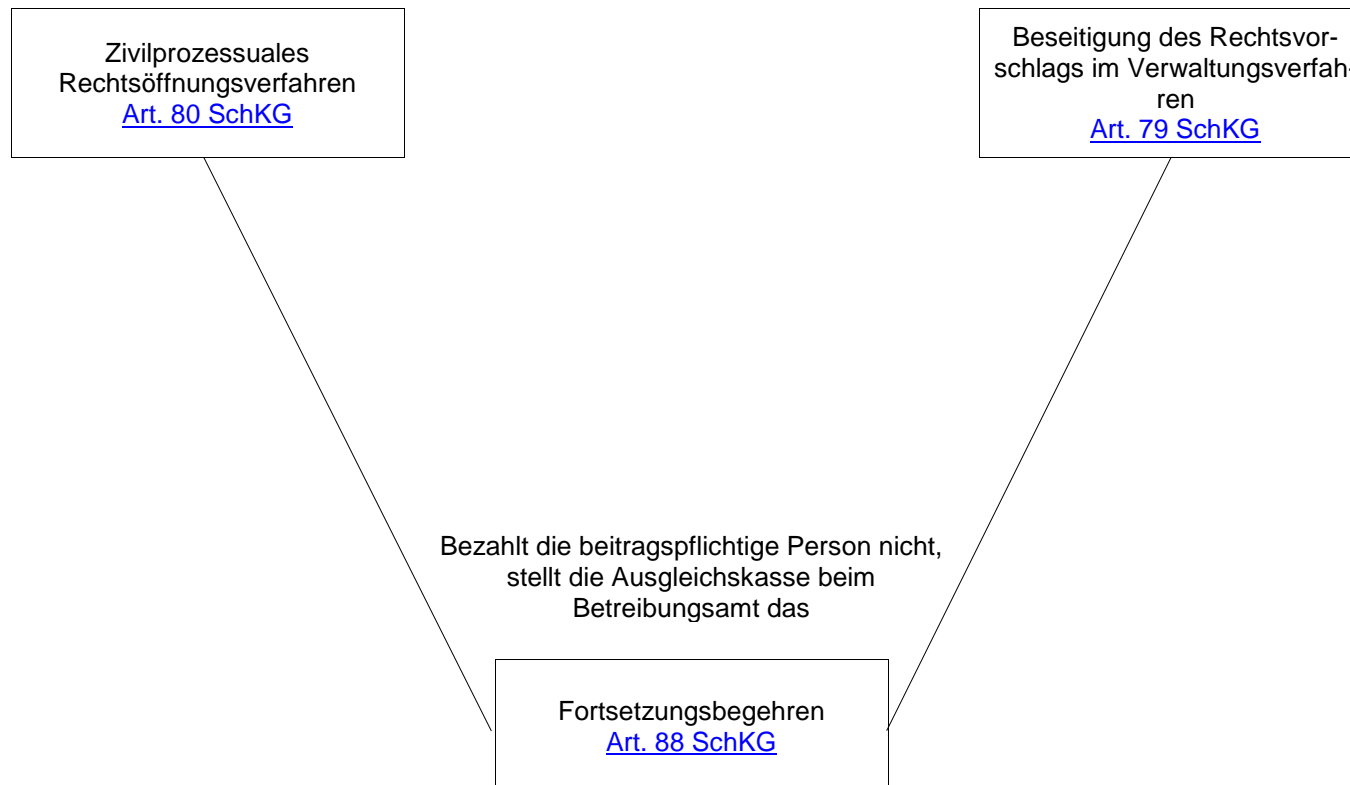 Zivilprozessuales
Rechtsöffnungsverfahren
Art. 80 SchKG
Beseitigung des Rechtsvor-
schlags im Verwaltungsverfah-
ren
Art. 79 SchKG
Bezahlt die beitragspflichtige Person nicht,
stellt die Ausgleichskasse beim
Betreibungsamt das
Fortsetzungsbegehren
Art. 88 SchKG